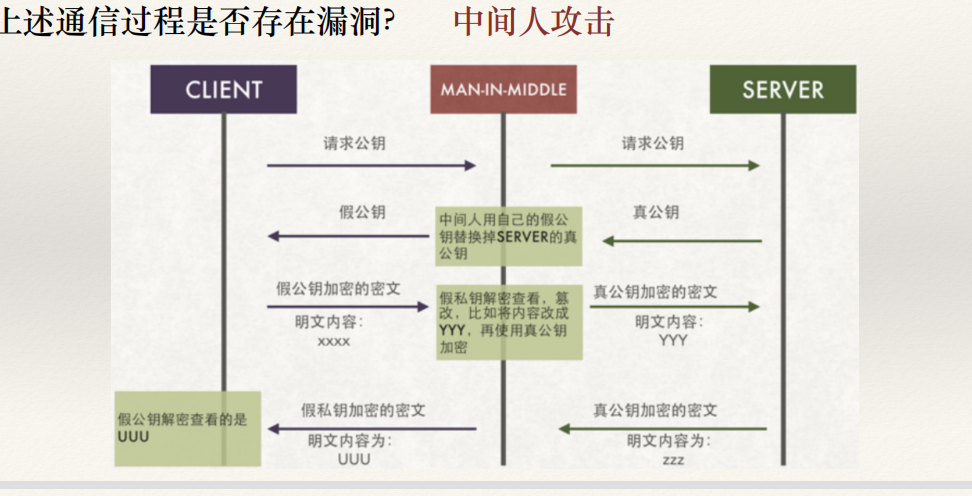 上述通信过程是否存在漏洞? 中间人攻击
CLIENT
MAN-IN-MIDDLE
SERVER
请求公钥
请求公钥
假公钥
中间人用自己的假公
钥替换掉SERVER的真
公钥
真公钥
假公钥加密的密文
明文内容:
xxxx
假私钥解密查看，篡
改，比如将内容改成
YYY，再使用真公钥
加密
真公钥加密的密文
明文内容:
YYY
假公钥解密查看的是
UUU
假私钥加密的密文
明文内容为:
UUU
真公钥加密的密文
明文内容为:
zzz